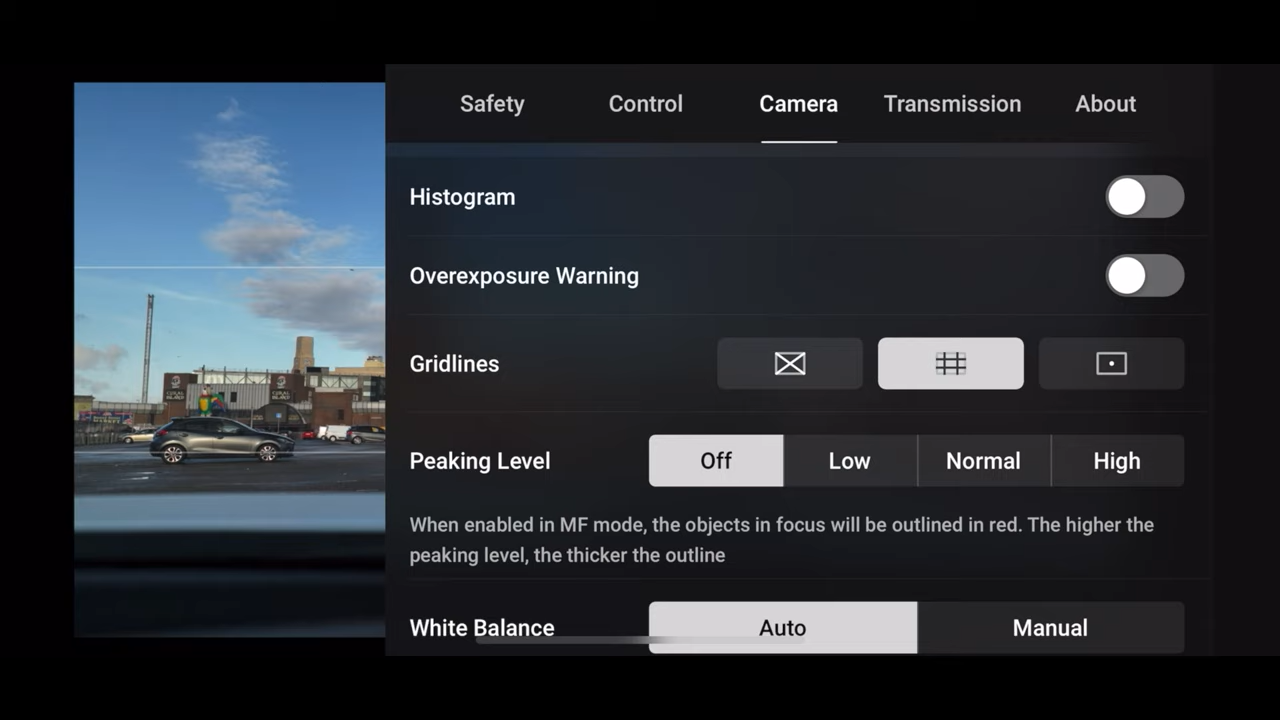 Safety Control Camera Transmission About
Histogram
Overexposure Warning
Gridlines
Peaking Level Off Low Normal High
When enabled in MF mode, the objects in focus will be outlined in red. The higher the
peaking level, the thicker the outline
White Balance Auto Manual